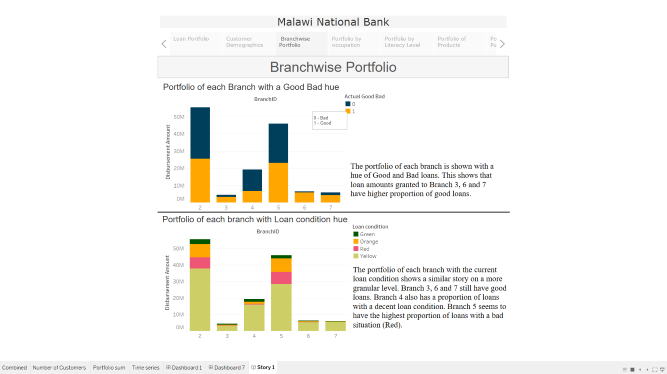 Malawi National Bank
Loan Portfolio
Customer Demographics
Branchwise Portfolio
Portfolio by occupation
Portfolio by Literacy Level
Portfolio of Products
Po
Po
Branchwise Portfolio
Portfolio of each Branch with a Good Bad hue
BranchID
Actual Good Bad
0
1
0 - Bad
1 - Good
Disbursement Amount
50M
40M
30M
20M
10M
0M
2 3 4 5 6 7
The portfolio of each branch is shown with a
hue of Good and Bad loans. This shows that
loan amounts granted to Branch 3, 6 and 7
have higher proportion of good loans.
Portfolio of each branch with Loan condition hue
BranchID
Loan condition
Green
Orange
Red
Yellow
Disbursement Amount
50M
40M
30M
20M
10M
0M
2 3 4 5 6 7
The portfolio of each branch with the current
loan condition shows a similar story on a more
granular level. Branch 3, 6 and 7 still have good
loans. Branch 4 also has a proportion of loans
with a decent loan condition. Branch 5 seems to
have the highest proportion of loans with a bad
situation (Red).
Combined Number of Customers Portfolio sum Time series Dashboard 1 Dashboard 7 Story 1